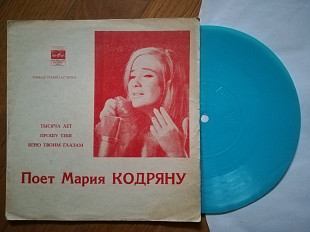 ТЫСЯЧА ЛЕТ
ПРОШУ ТЕБЯ
ВЕРЮ ТВОИМ ГЛАЗАМ
Поет Мария КОДРЯНУ